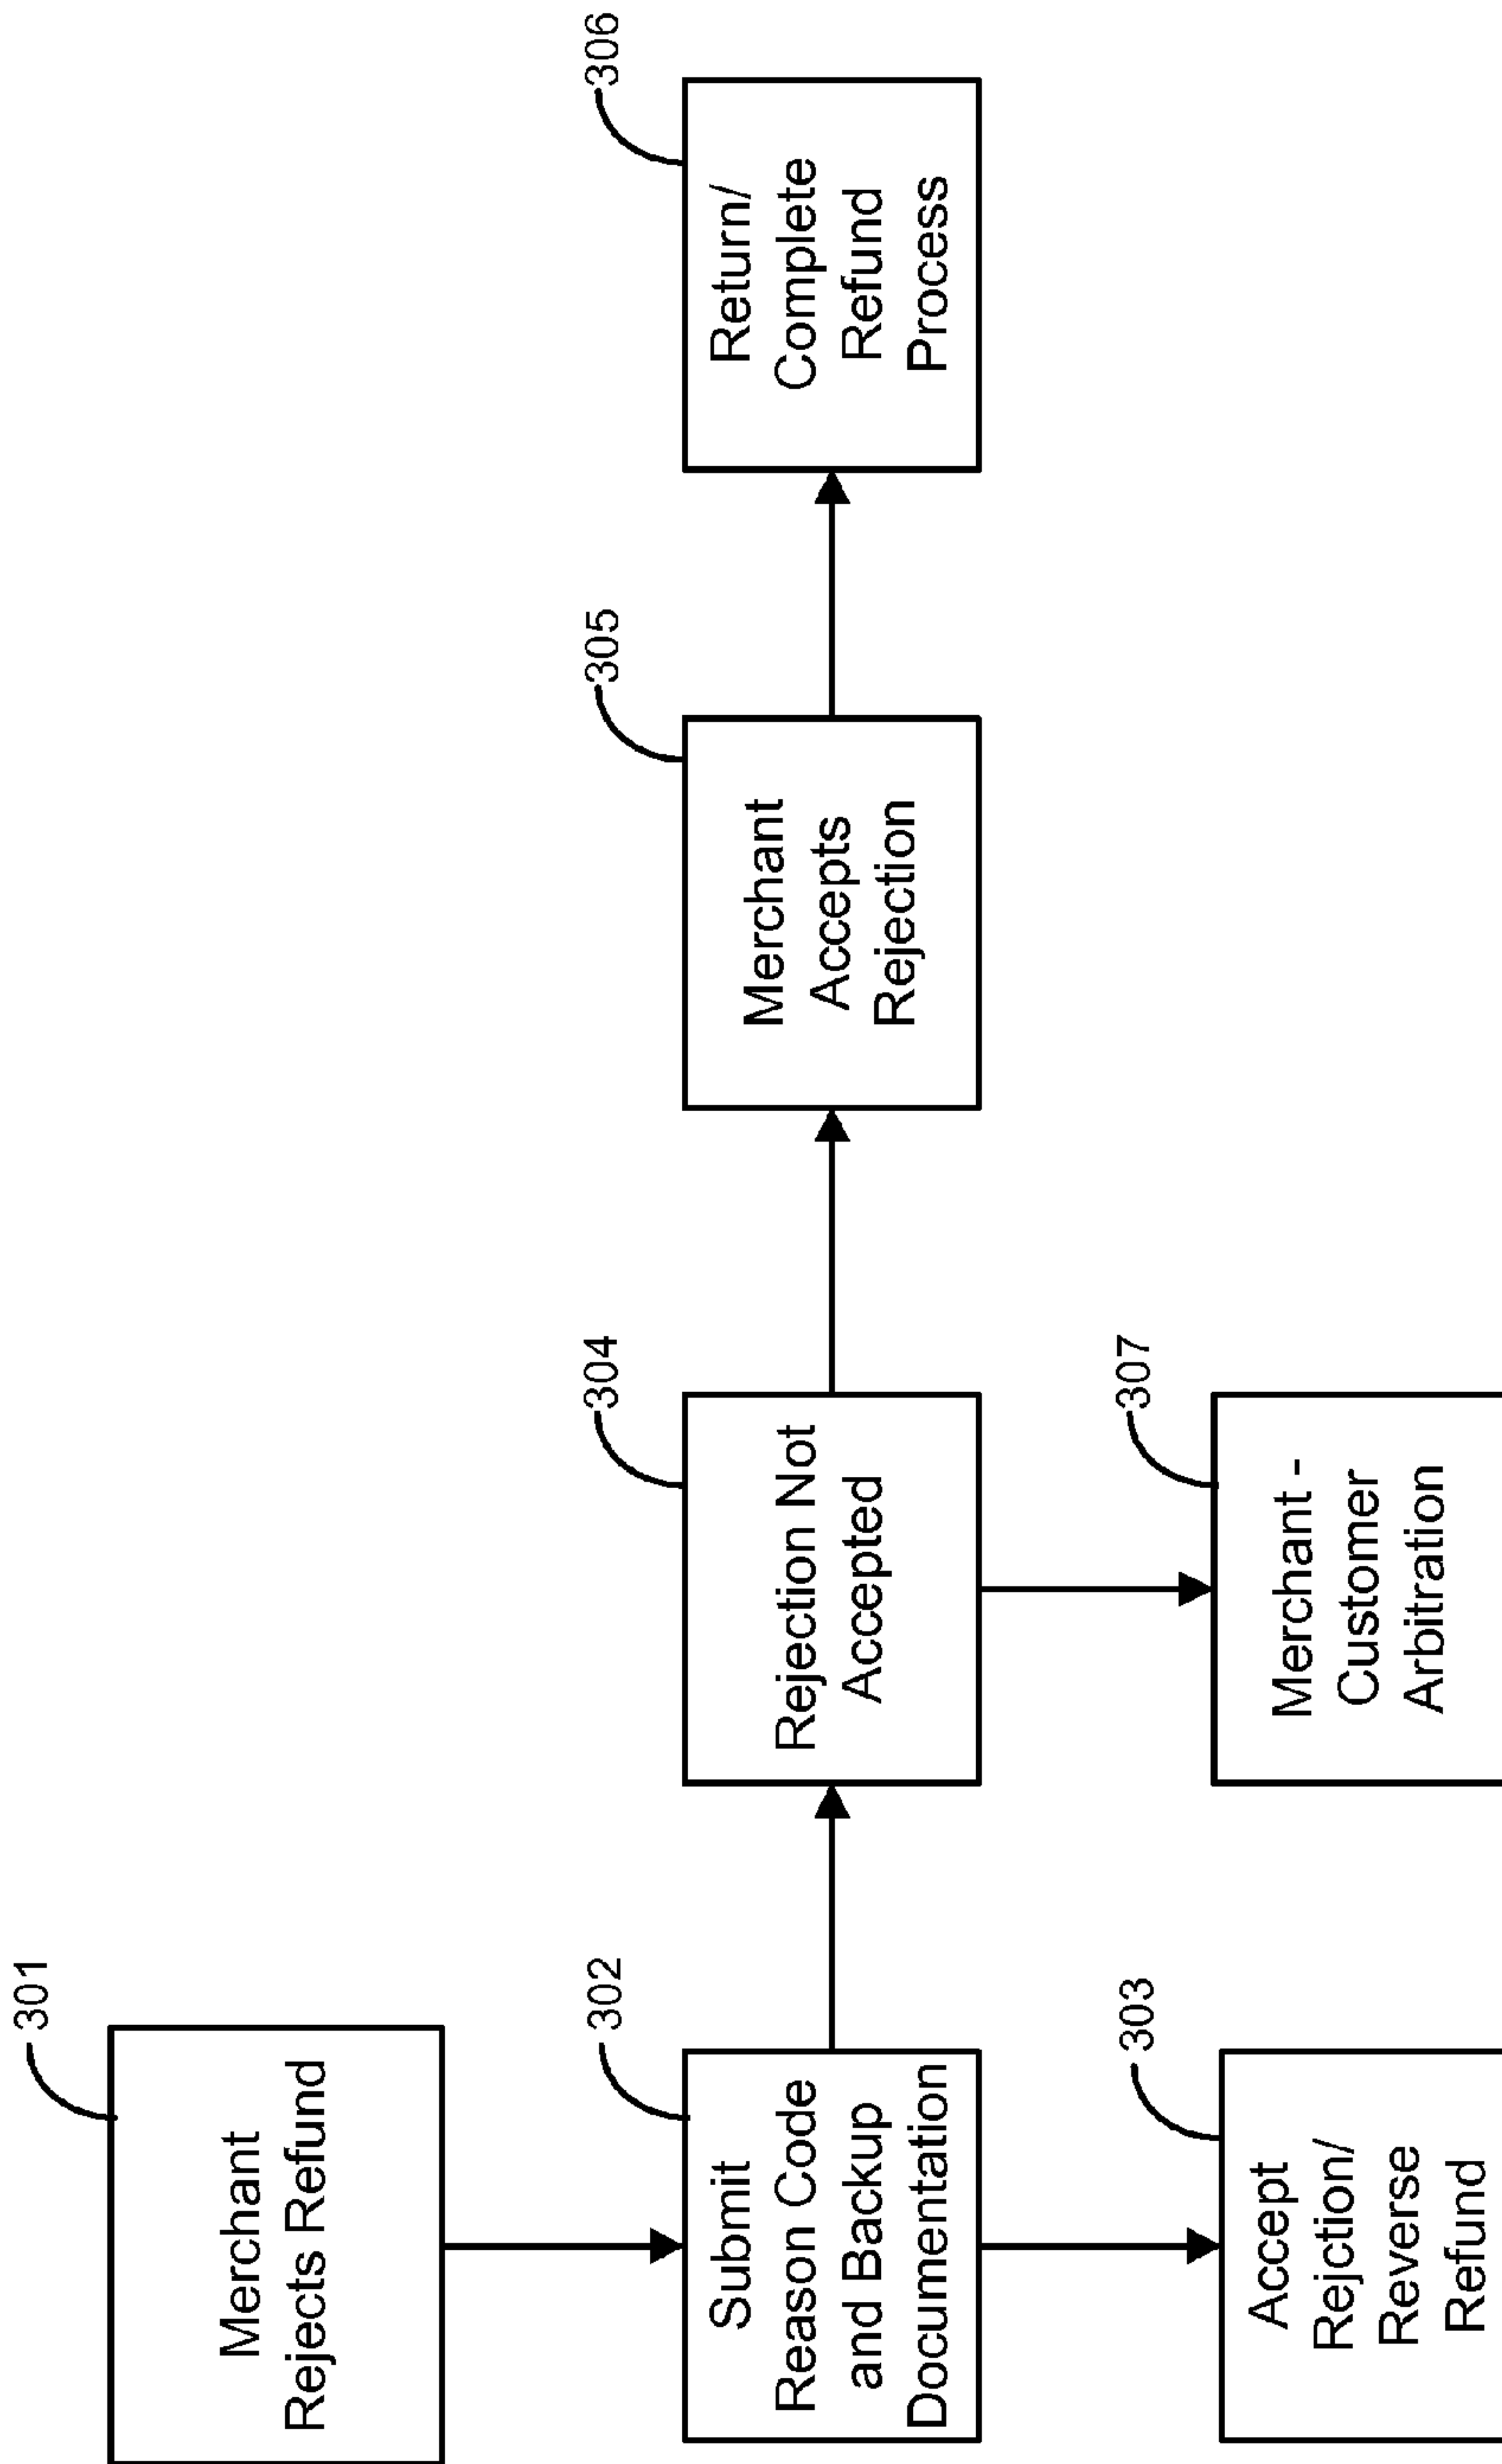 301
Merchant
Rejects Refund
302
Submit
Reason Code
and Backup
Documentation
304
Rejection Not
Accepted
305
Merchant
Accepts
Rejection
306
Return/
Complete
Refund
Process
303
Accept
Rejction/
Reverse
Refund
307
Merchant -
Customer
Arbitration